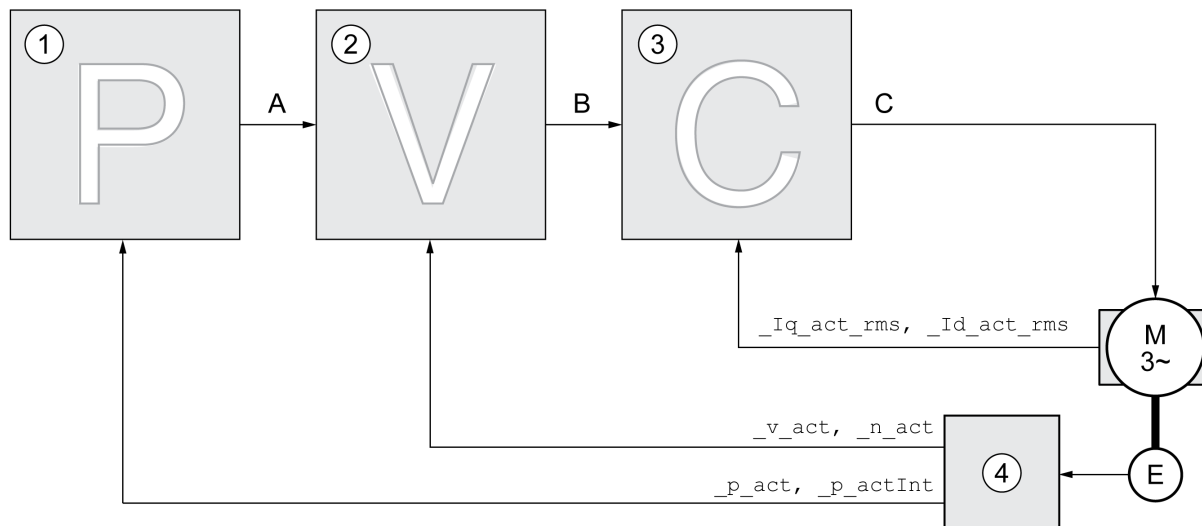 1
P
A
2
V
B
3
C
C
_Iq_act_rms, _Id_act_rms
M
3~
_v_act, _n_act
_p_act, _p_actInt
4
E